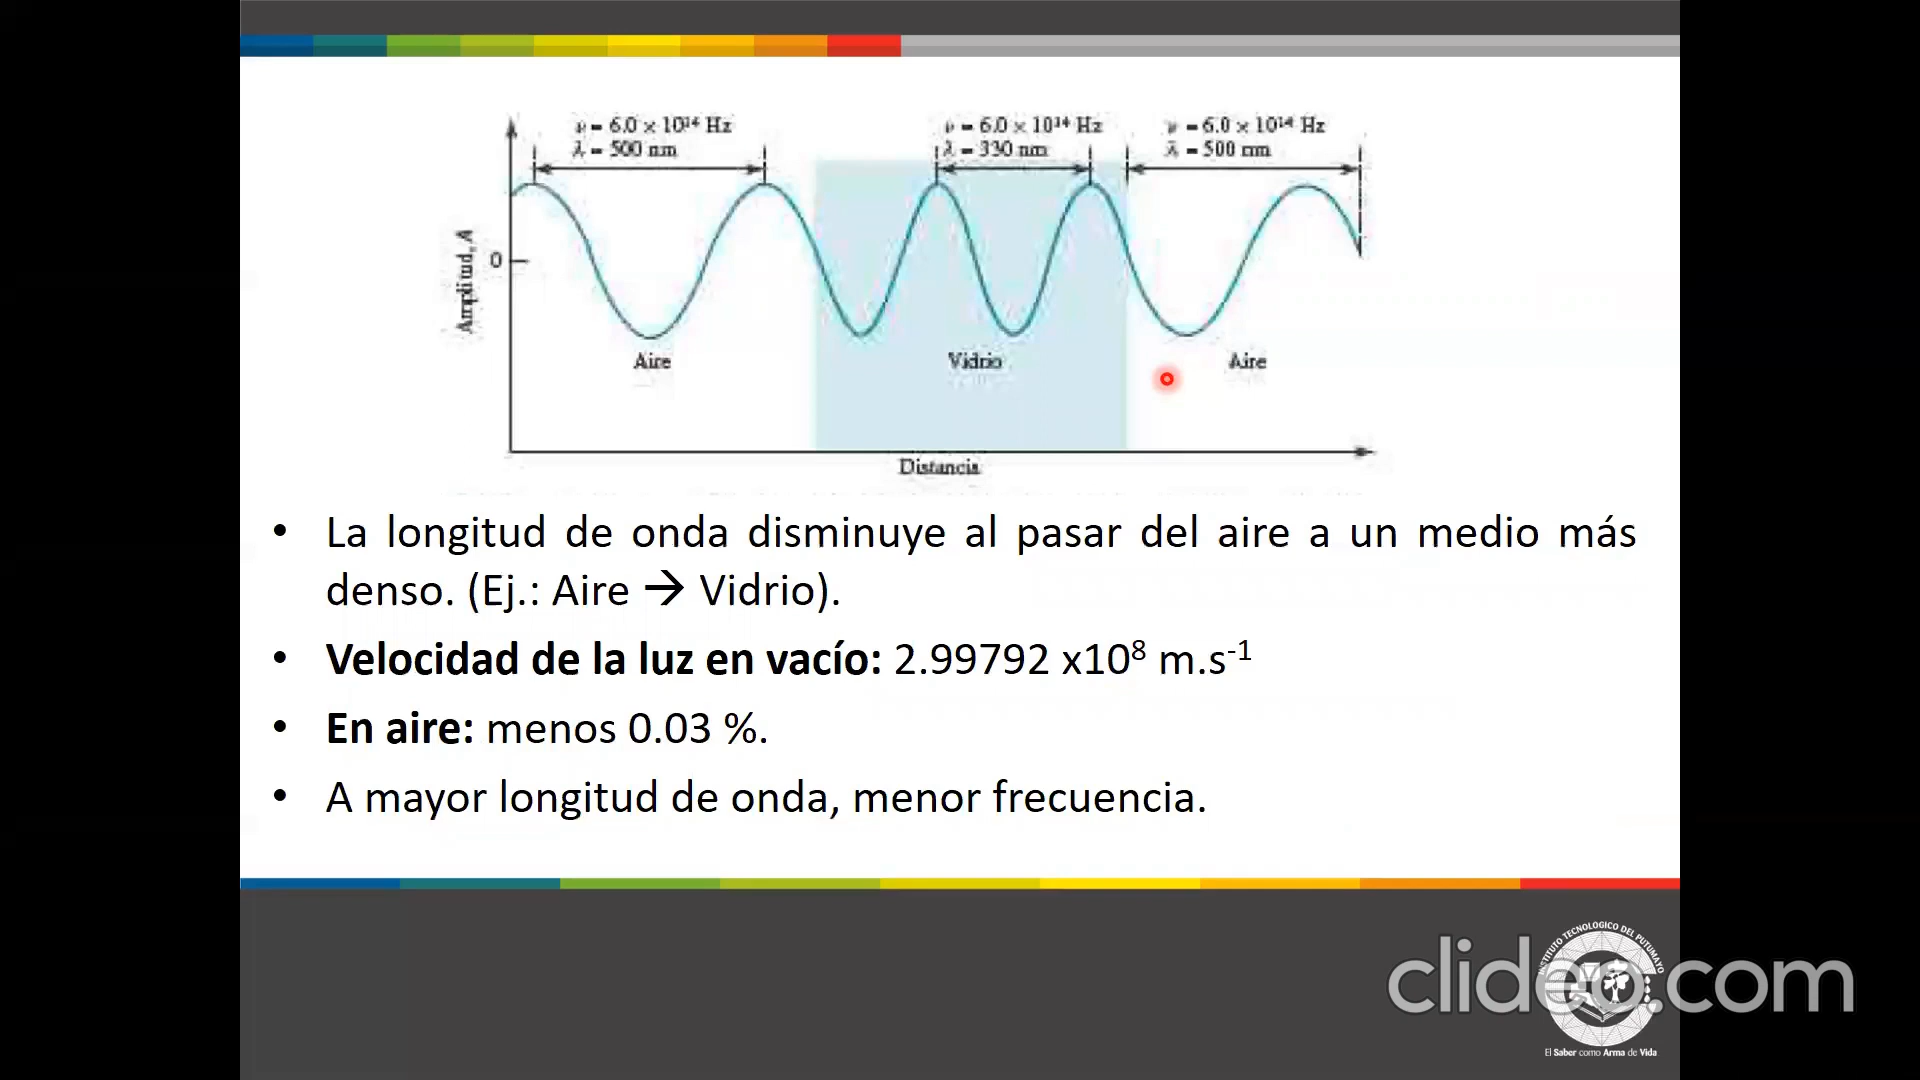 ν = 6.0 × 10¹⁴ Hz
λ = 500 nm
ν = 6.0 × 10¹⁴ Hz
λ = 330 nm
ν = 6.0 × 10¹⁴ Hz
λ = 500 nm
Amplitud, A
0
Aire
Vidrio
Aire
Distancia
• La longitud de onda disminuye al pasar del aire a un medio más
denso. (Ej.: Aire → Vidrio).
• Velocidad de la luz en vacío: 2.99792 x10⁸ m.s⁻¹
• En aire: menos 0.03 %.
• A mayor longitud de onda, menor frecuencia.
INSTITUTO TECNOLOGICO DEL PUTUMAYO
clideo.com
El Saber como Arma de Vida